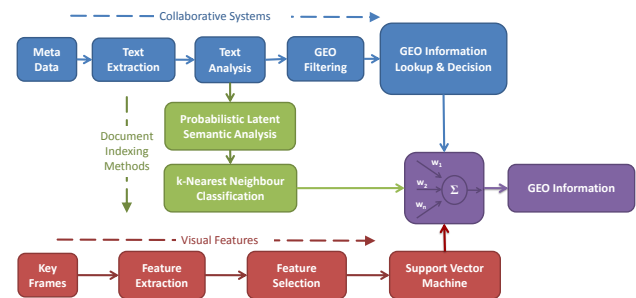 Collaborative Systems
Meta
Data
Text
Extraction
Text
Analysis
GEO
Filtering
GEO Information
Lookup & Decision
Document
Indexing
Methods
Probabilistic Latent
Semantic Analysis
k-Nearest Neighbour
Classification
w1
w2
wn
Σ
GEO Information
Visual Features
Key
Frames
Feature
Extraction
Feature
Selection
Support Vector
Machine